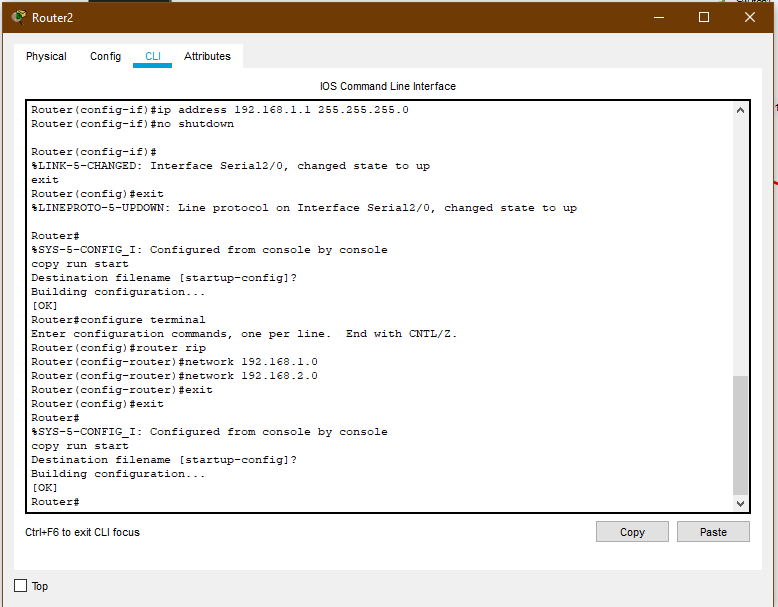 Router2
Physical Config CLI Attributes
IOS Command Line Interface
Router(config-if)#ip address 192.168.1.1 255.255.255.0
Router(config-if)#no shutdown
Router(config-if)#
%LINK-5-CHANGED: Interface Serial2/0, changed state to up
exit
Router(config)#exit
%LINEPROTO-5-UPDOWN: Line protocol on Interface Serial2/0, changed state to up
Router#
%SYS-5-CONFIG_I: Configured from console by console
copy run start
Destination filename [startup-config]?
Building configuration...
[OK]
Router#configure terminal
Enter configuration commands, one per line.  End with CNTL/Z.
Router(config)#router rip
Router(config-router)#network 192.168.1.0
Router(config-router)#network 192.168.2.0
Router(config-router)#exit
Router(config)#exit
Router#
%SYS-5-CONFIG_I: Configured from console by console
copy run start
Destination filename [startup-config]?
Building configuration...
[OK]
Router#
Ctrl+F6 to exit CLI focus
Copy Paste
Top